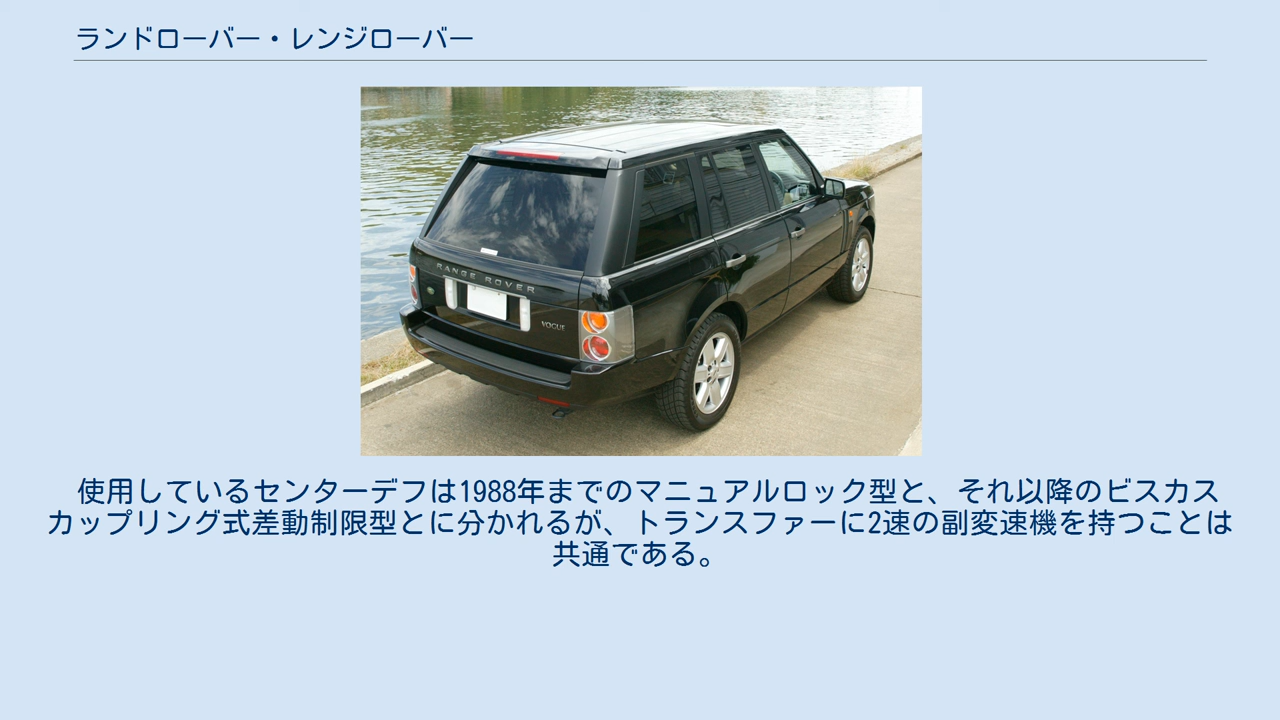 ランドローバー・レンジローバー
RANGE ROVER
VOGUE
使用しているセンターデフは1988年までのマニュアルロック型と、それ以降のビスカス
カップリング式差動制限型とに分かれるが、トランスファーに2速の副変速機を持つことは
共通である。